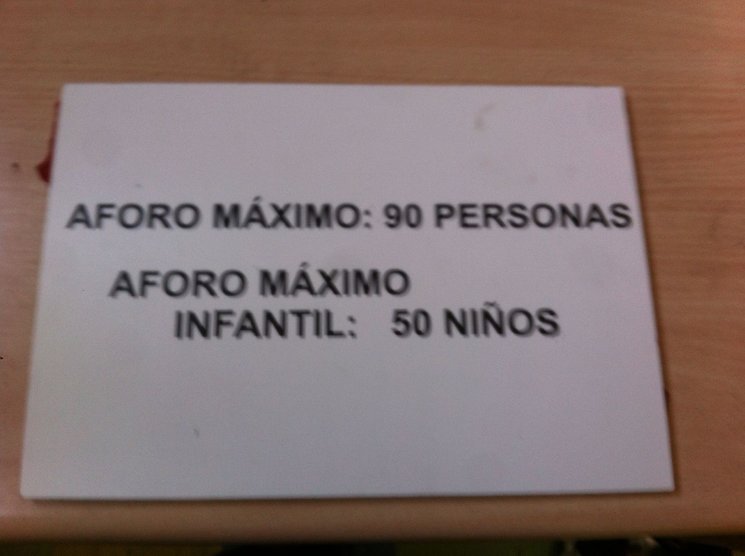 AFORO MÁXIMO: 90 PERSONAS
AFORO MÁXIMO
INFANTIL: 50 NIÑOS